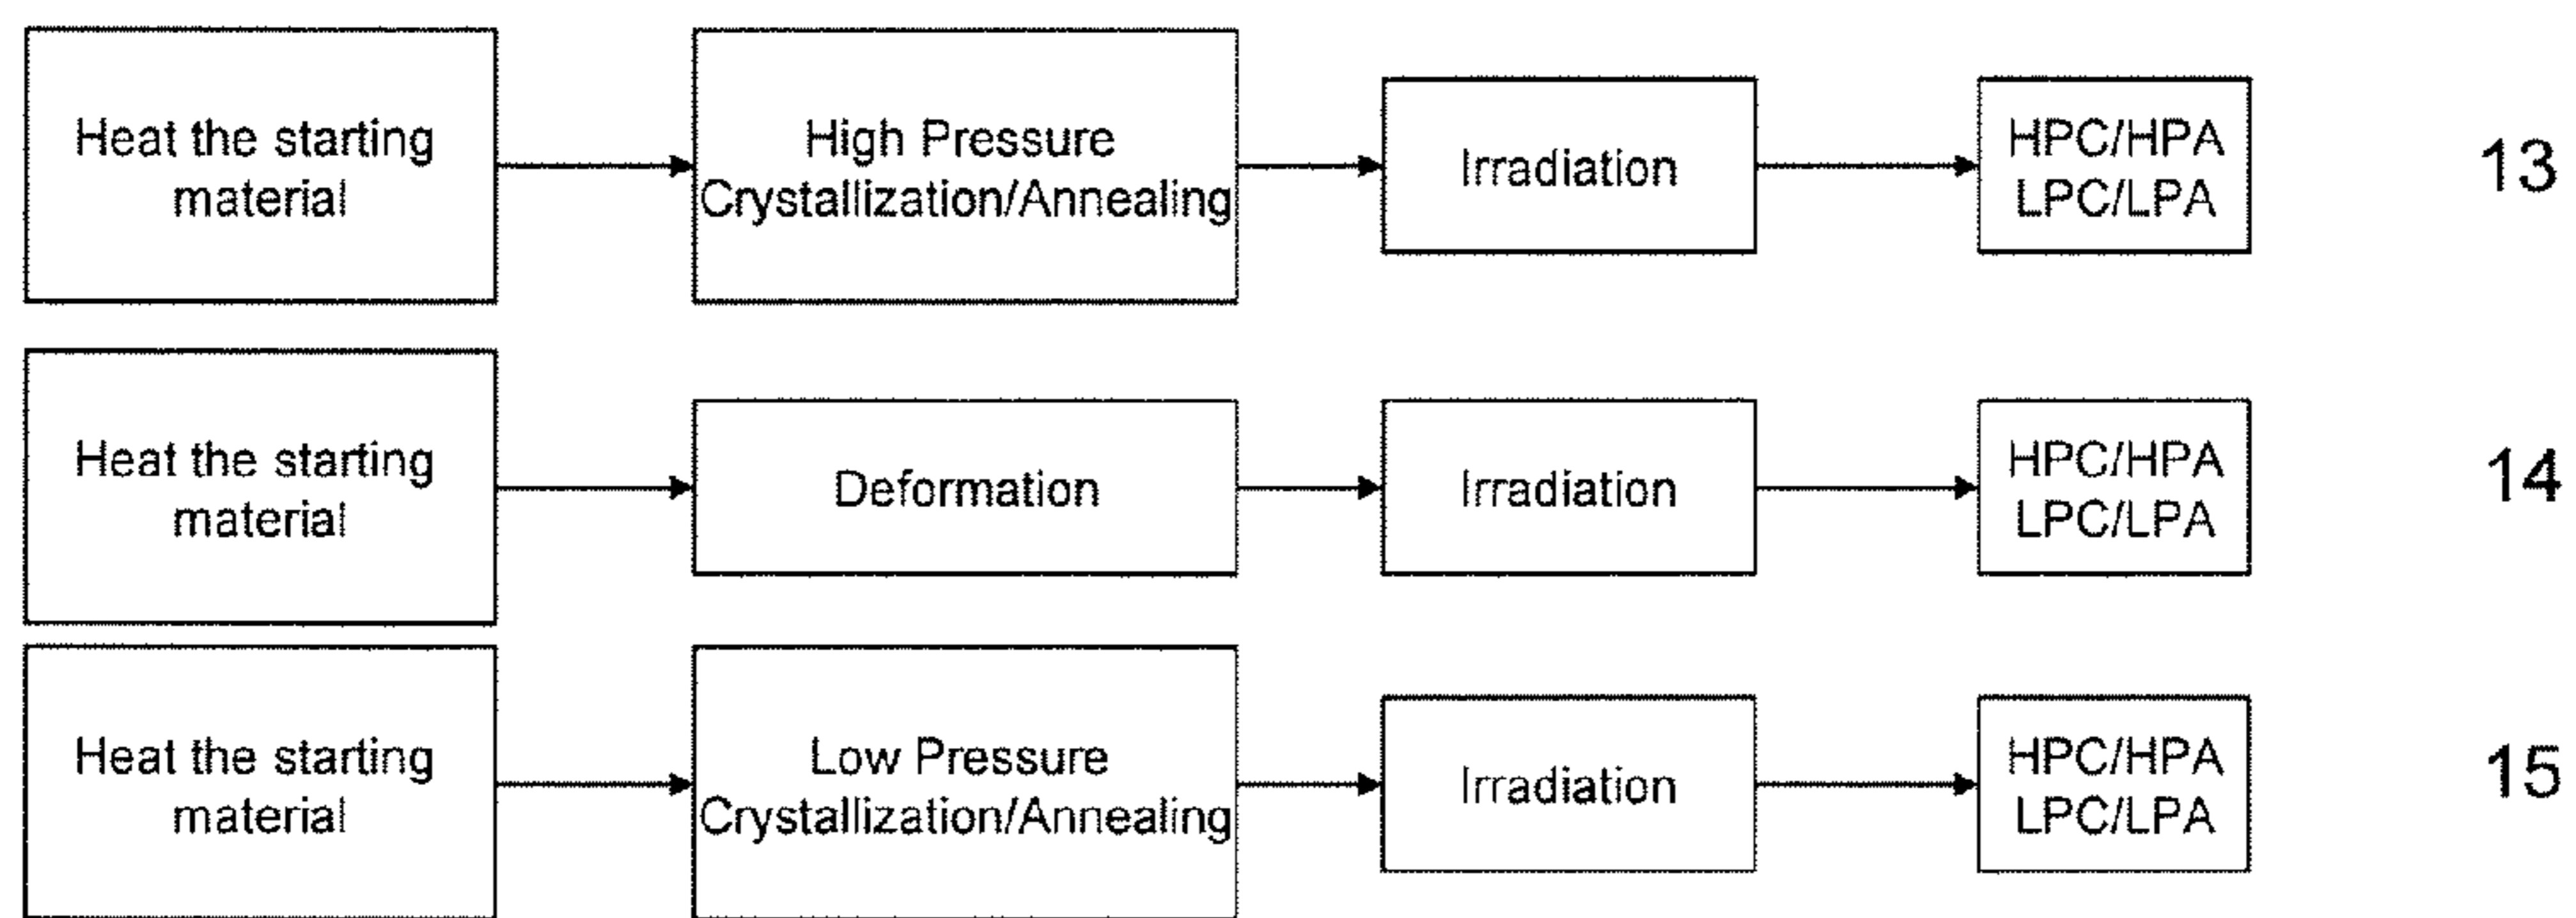 Heat the starting
material
High Pressure
Crystallization/Annealing
Irradiation
HPC/HPA
LPC/LPA
13
Heat the starting
material
Deformation
Irradiation
HPC/HPA
LPC/LPA
14
Heat the starting
material
Low Pressure
Crystallization/Annealing
Irradiation
HPC/HPA
LPC/LPA
15